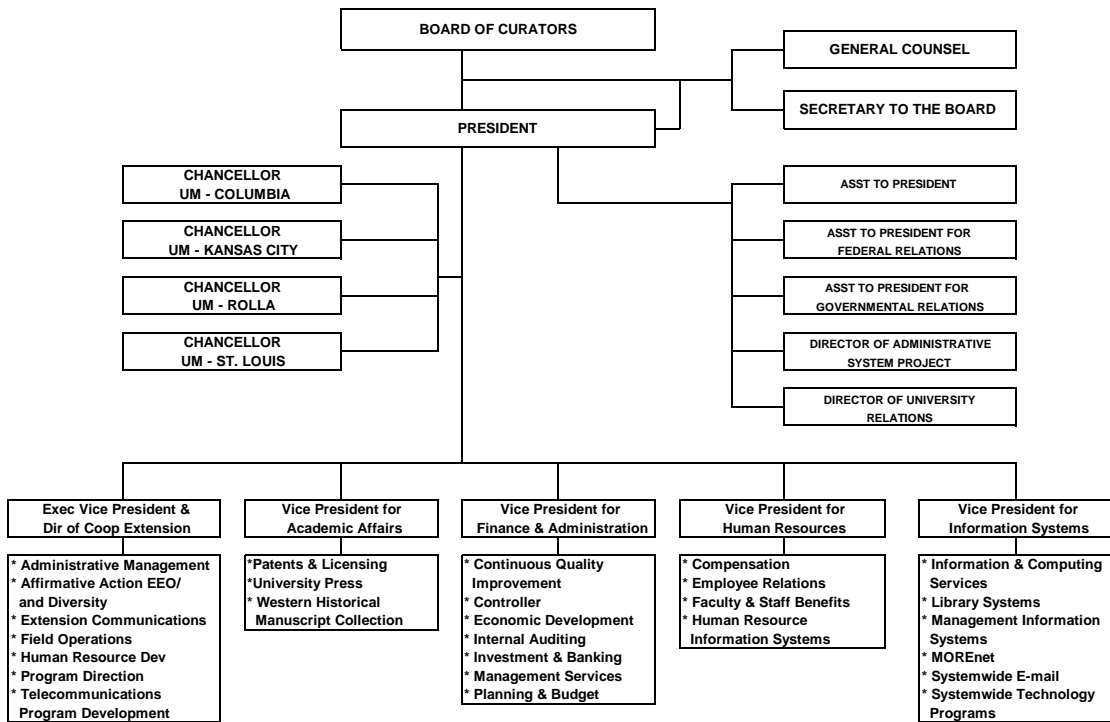 BOARD OF CURATORS
GENERAL COUNSEL
SECRETARY TO THE BOARD
PRESIDENT
CHANCELLOR
UM - COLUMBIA
CHANCELLOR
UM - KANSAS CITY
CHANCELLOR
UM - ROLLA
CHANCELLOR
UM - ST. LOUIS
ASST TO PRESIDENT
ASST TO PRESIDENT FOR
FEDERAL RELATIONS
ASST TO PRESIDENT FOR
GOVERNMENTAL RELATIONS
DIRECTOR OF ADMINISTRATIVE
SYSTEM PROJECT
DIRECTOR OF UNIVERSITY
RELATIONS
Exec Vice President &
Dir of Coop Extension
* Administrative Management
* Affirmative Action EEO/
and Diversity
* Extension Communications
* Field Operations
* Human Resource Dev
* Program Direction
* Telecommunications
Program Development
Vice President for
Academic Affairs
*Patents & Licensing
*University Press
* Western Historical
Manuscript Collection
Vice President for
Finance & Administration
* Continuous Quality
Improvement
* Controller
* Economic Development
* Internal Auditing
* Investment & Banking
* Management Services
* Planning & Budget
Vice President for
Human Resources
* Compensation
* Employee Relations
* Faculty & Staff Benefits
* Human Resource
Information Systems
Vice President for
Information Systems
* Information & Computing
Services
* Library Systems
* Management Information
Systems
* MOREnet
* Systemwide E-mail
* Systemwide Technology
Programs